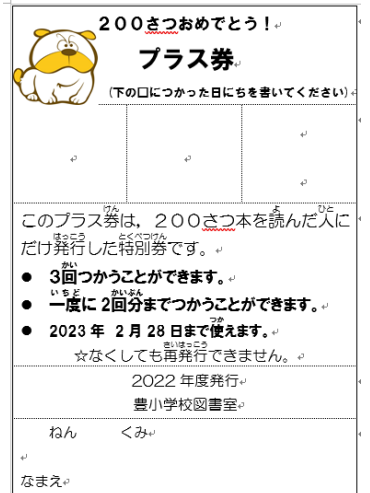 ２００さつおめでとう！
プラス券
（下の口につかった日にちを書いてください）
このプラス券は，２００さつ本を読んだ人に
だけ発行した特別券です。
● ３回つかうことができます。
● 一度に２回分までつかうことができます。
● 2023年 ２月28日まで使えます。
☆なくしても再発行できません。
2022年度発行
豊小学校図書室
ねん くみ
なまえ